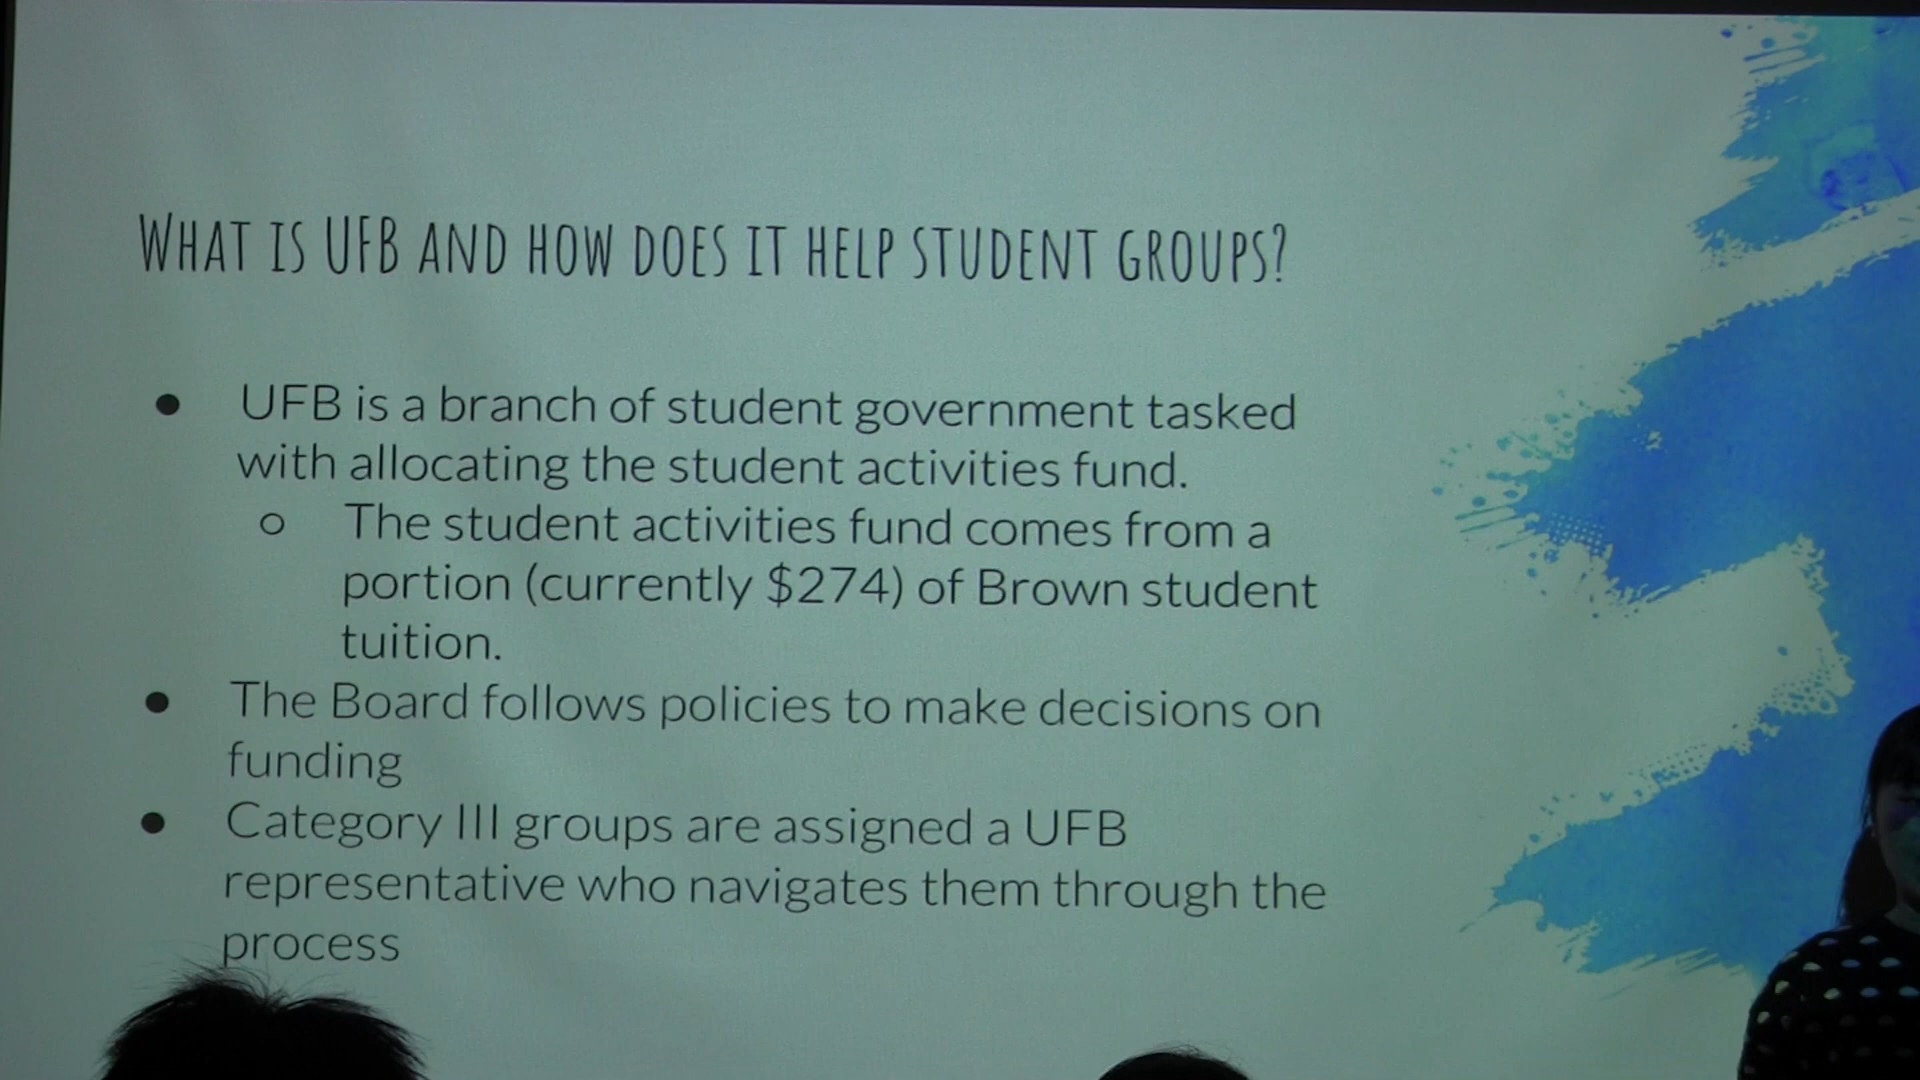 WHAT IS UFB AND HOW DOES IT HELP STUDENT GROUPS?
● UFB is a branch of student government tasked
with allocating the student activities fund.
○ The student activities fund comes from a
portion (currently $274) of Brown student
tuition.
● The Board follows policies to make decisions on
funding
● Category III groups are assigned a UFB
representative who navigates them through the
process